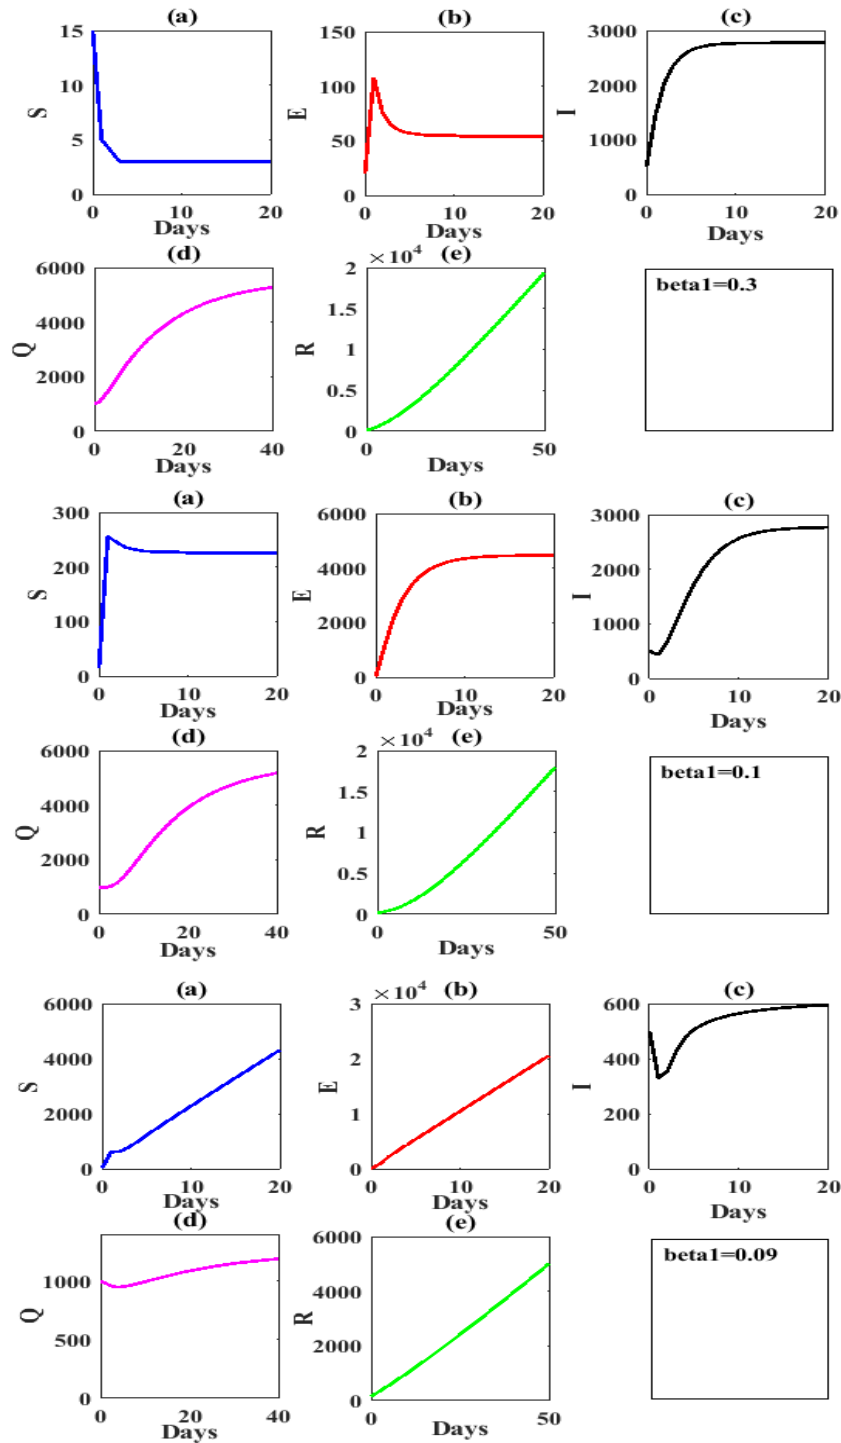 (a) (b) (c)
15 150 3000
10 100 2000
S E I
5 50 1000
0 0 0
0 10 20 0 10 20 0 10 20
Days Days Days
(d) ×10⁴ (e)
6000 2 beta1=0.3
4000 1.5
Q R 1
2000 0.5
0 0
0 20 40 0 50
Days Days
(a) (b) (c)
300 6000 3000
200 4000 2000
S E I
100 2000 1000
0 0 0
0 10 20 0 10 20 0 10 20
Days Days Days
(d) ×10⁴ (e)
6000 2 beta1=0.1
4000 1.5
Q R 1
2000 0.5
0 0
0 20 40 0 50
Days Days
(a) ×10⁴ (b) (c)
6000 3 600
4000 2 400
S E I
2000 1 200
0 0 0
0 10 20 0 10 20 0 10 20
Days Days Days
(d) (e)
6000 beta1=0.09
1000 4000
Q R
500 2000
0 0
0 20 40 0 50
Days Days